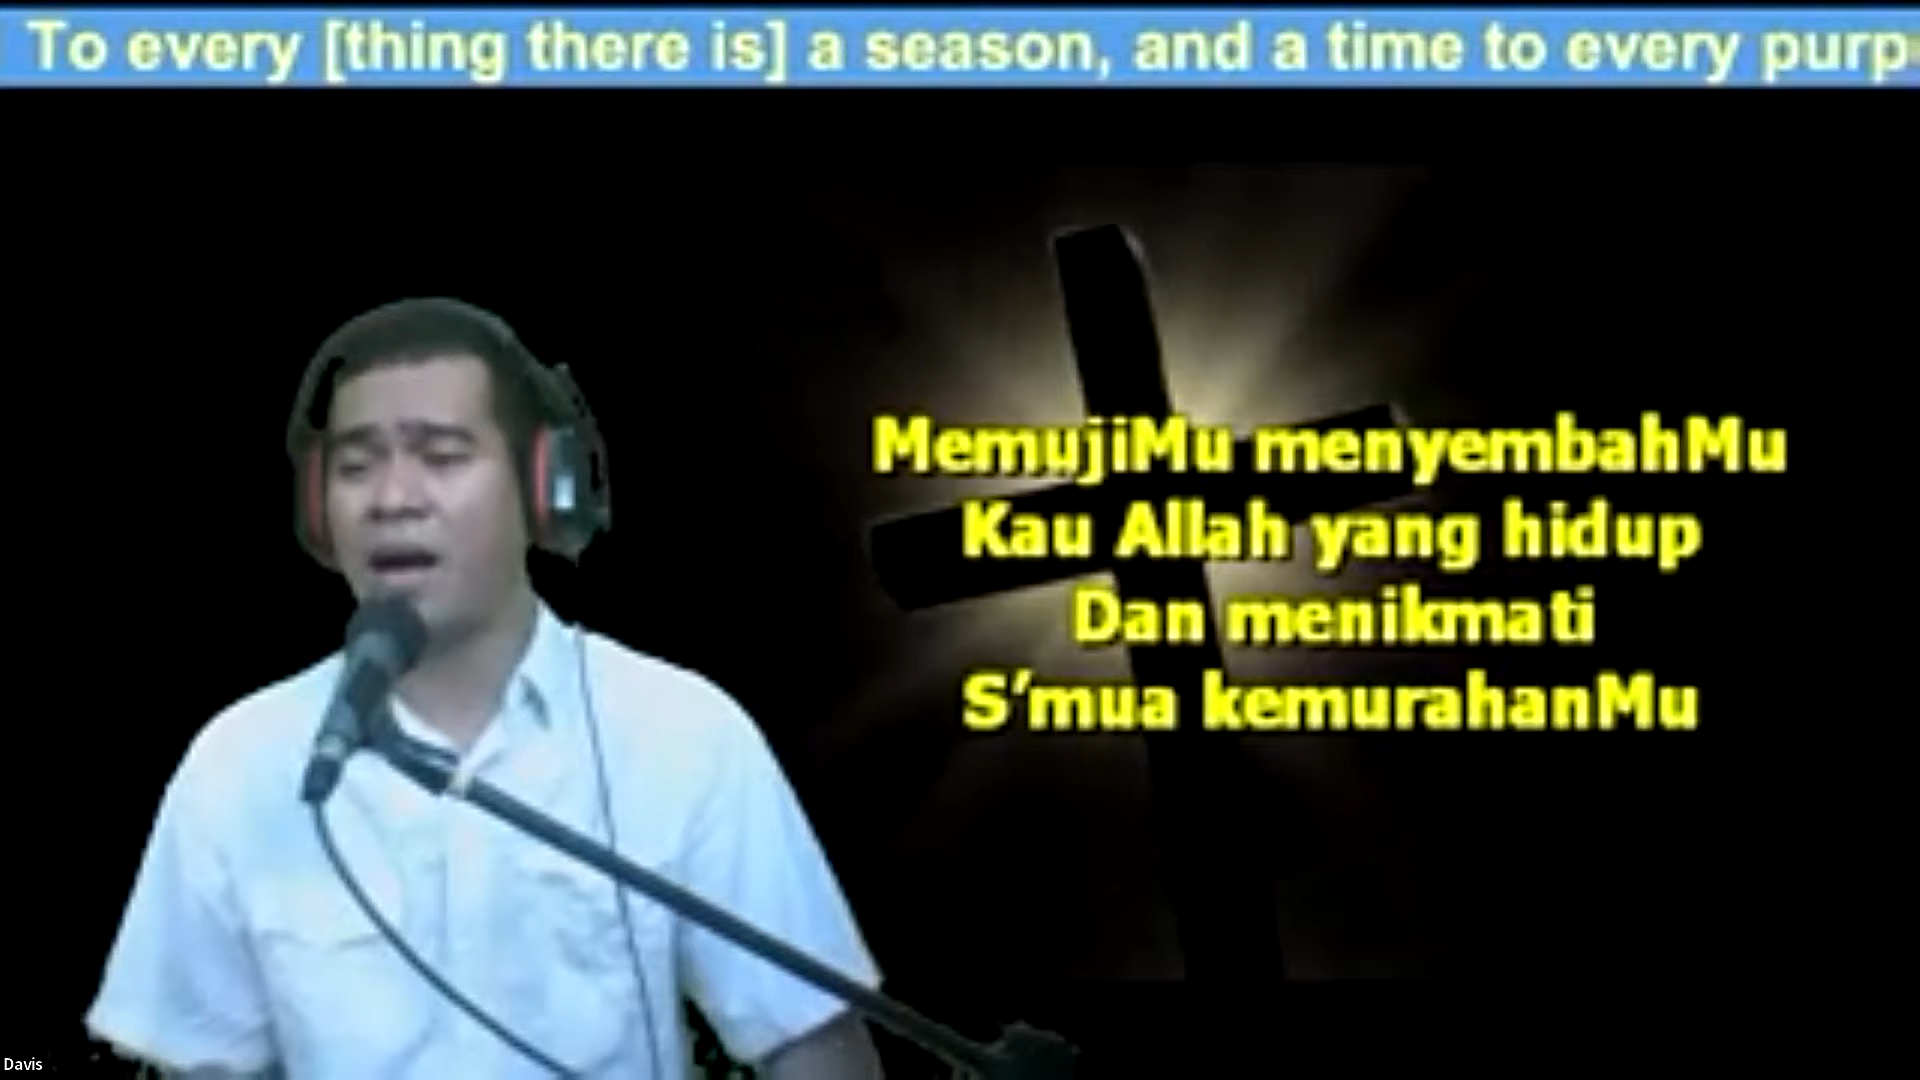 To every [thing there is] a season, and a time to every purp
MemujiMu menyembahMu
Kau Allah yang hidup
Dan menikmati
S’mua kemurahanMu
Davis